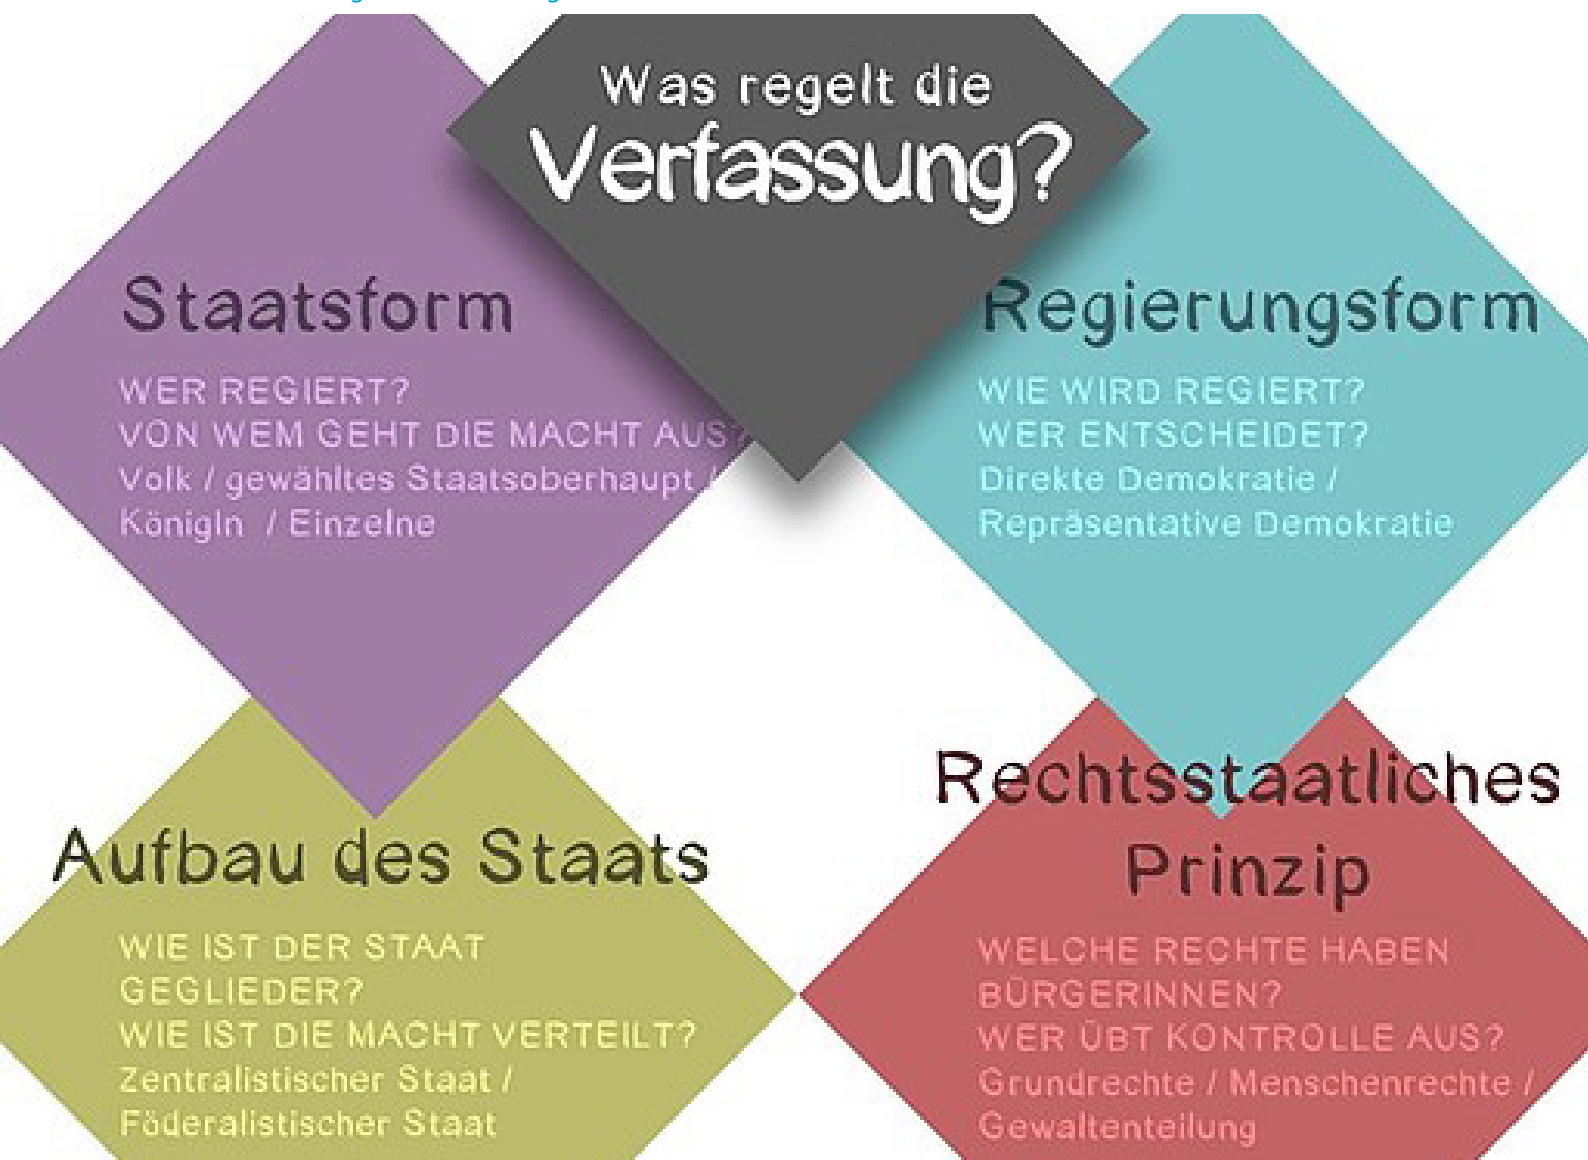 Was regelt die
Verfassung?
Staatsform
WER REGIERT?
VON WEM GEHT DIE MACHT AUS?
Volk / gewähltes Staatsoberhaupt /
KönigIn / Einzelne
Regierungsform
WIE WIRD REGIERT?
WER ENTSCHEIDET?
Direkte Demokratie /
Repräsentative Demokratie
Aufbau des Staats
WIE IST DER STAAT
GEGLIEDER?
WIE IST DIE MACHT VERTEILT?
Zentralistischer Staat /
Föderalistischer Staat
Rechtsstaatliches
Prinzip
WELCHE RECHTE HABEN
BÜRGERINNEN?
WER ÜBT KONTROLLE AUS?
Grundrechte / Menschenrechte /
Gewaltenteilung